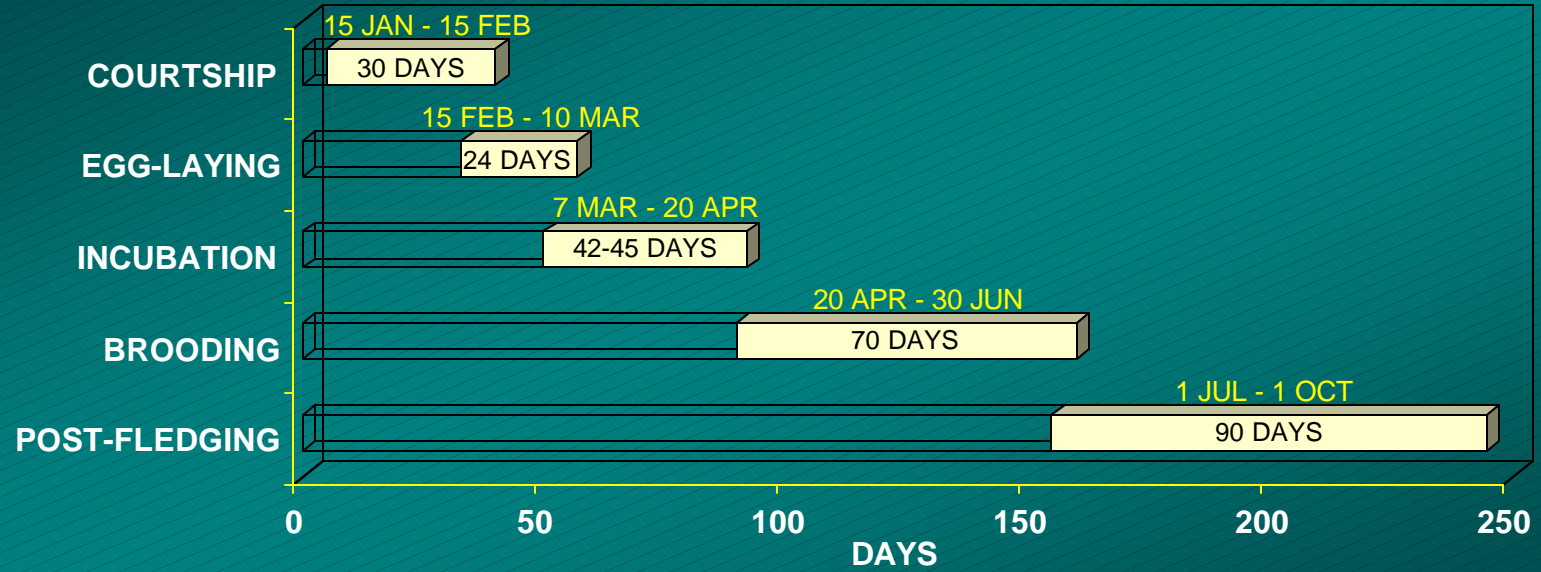 15 JAN - 15 FEB
COURTSHIP
30 DAYS
15 FEB - 10 MAR
EGG-LAYING
24 DAYS
7 MAR - 20 APR
INCUBATION
42-45 DAYS
20 APR - 30 JUN
BROODING
70 DAYS
1 JUL - 1 OCT
POST-FLEDGING
90 DAYS
0 50 100 150 200 250
DAYS